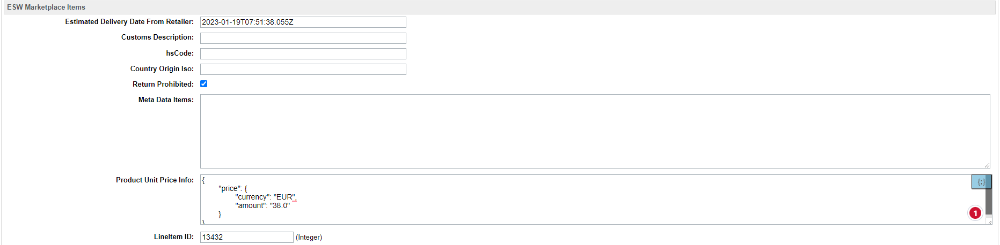 ESW Marketplace Items
Estimated Delivery Date From Retailer: 2023-01-19T07:51:38.055Z
Customs Description:
hsCode:
Country Origin Iso:
Return Prohibited:
Meta Data Items:
Product Unit Price Info: {
{;}
"price": {
"currency": "EUR",
"amount": "38.0"
}
}
1
LineItem ID: 13432 (Integer)